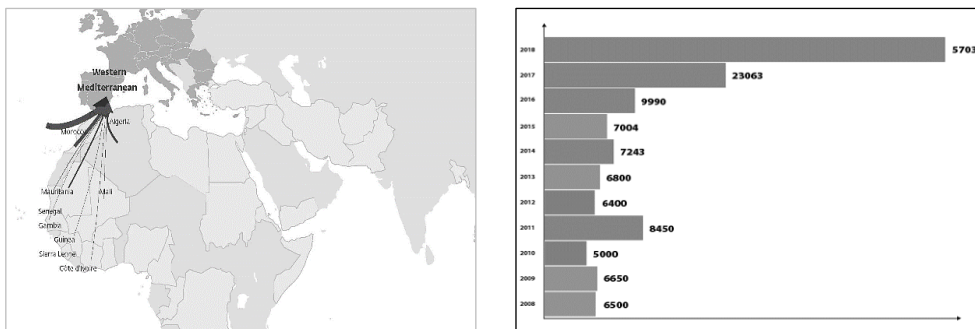 Western
Mediterranean
Algeria
Morocco
Mauritania
Mali
Senegal
Gambia
Guinea
Sierra Leone
Côte d'Ivoire
2018 5703
2017 23063
2016 9990
2015 7004
2014 7243
2013 6800
2012 6400
2011 8450
2010 5000
2009 6650
2008 6500